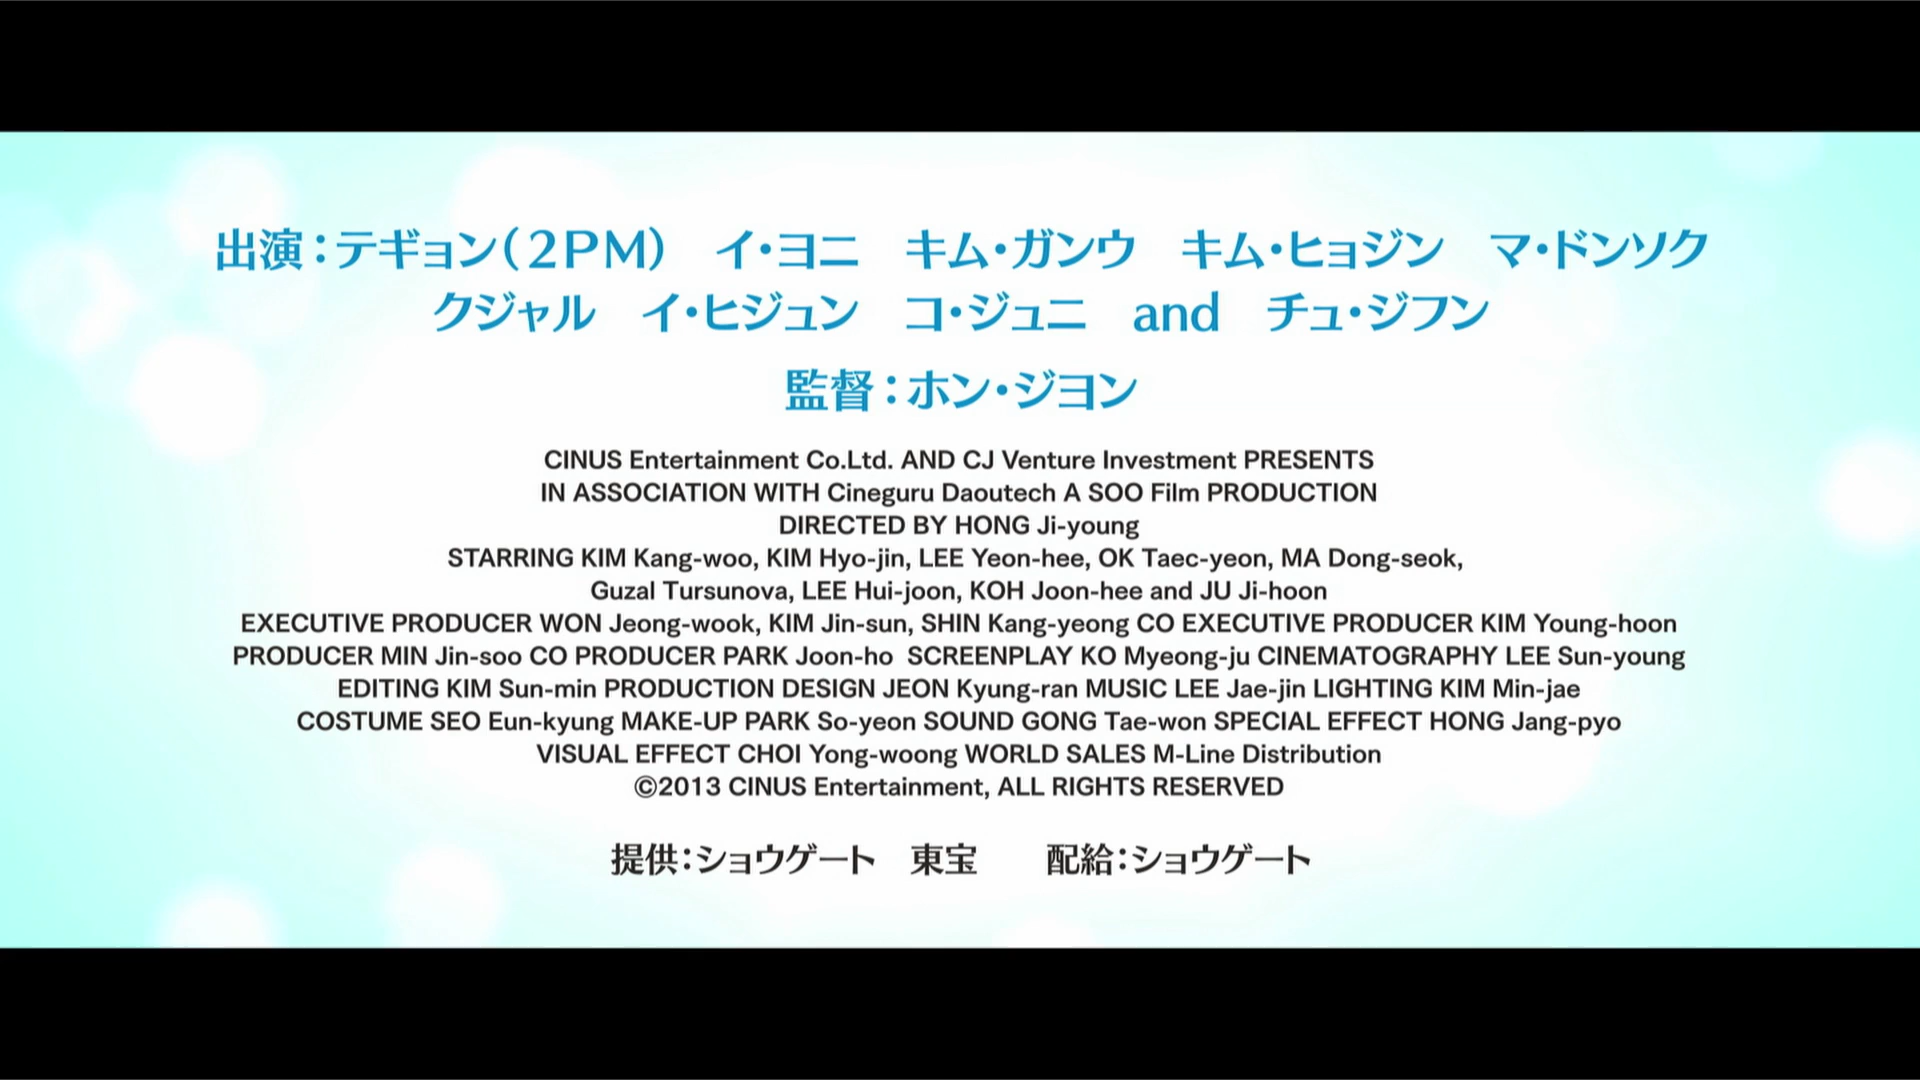 出演：テギョン（2PM）　イ・ヨニ　キム・ガンウ　キム・ヒョジン　マ・ドンソク
クジャル　イ・ヒジュン　コ・ジュニ　and　チュ・ジフン
監督：ホン・ジヨン
CINUS Entertainment Co.Ltd. AND CJ Venture Investment PRESENTS
IN ASSOCIATION WITH Cineguru Daoutech A SOO Film PRODUCTION
DIRECTED BY HONG Ji-young
STARRING KIM Kang-woo, KIM Hyo-jin, LEE Yeon-hee, OK Taec-yeon, MA Dong-seok,
Guzal Tursunova, LEE Hui-joon, KOH Joon-hee and JU Ji-hoon
EXECUTIVE PRODUCER WON Jeong-wook, KIM Jin-sun, SHIN Kang-yeong CO EXECUTIVE PRODUCER KIM Young-hoon
PRODUCER MIN Jin-soo CO PRODUCER PARK Joon-ho SCREENPLAY KO Myeong-ju CINEMATOGRAPHY LEE Sun-young
EDITING KIM Sun-min PRODUCTION DESIGN JEON Kyung-ran MUSIC LEE Jae-jin LIGHTING KIM Min-jae
COSTUME SEO Eun-kyung MAKE-UP PARK So-yeon SOUND GONG Tae-won SPECIAL EFFECT HONG Jang-pyo
VISUAL EFFECT CHOI Yong-woong WORLD SALES M-Line Distribution
©2013 CINUS Entertainment, ALL RIGHTS RESERVED
提供：ショウゲート　東宝　　配給：ショウゲート